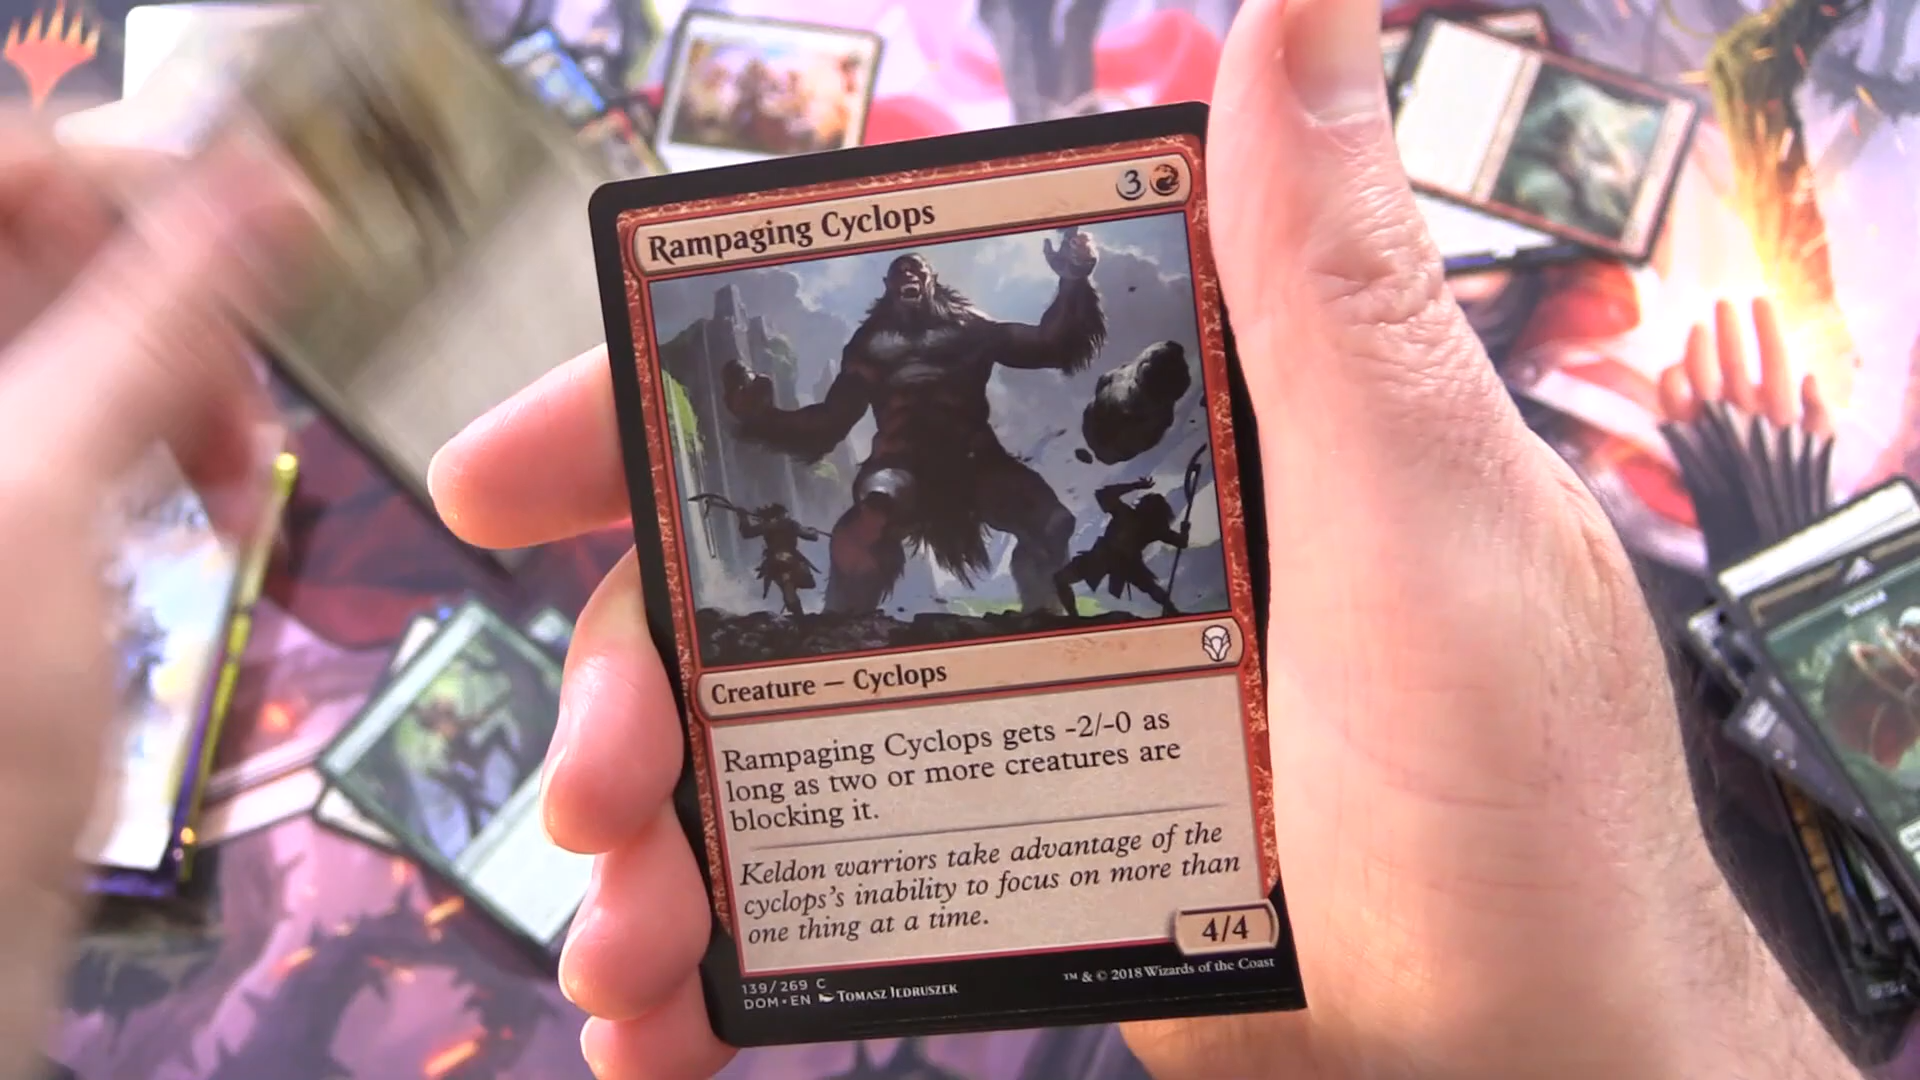 Rampaging Cyclops
3
Creature — Cyclops
Rampaging Cyclops gets -2/-0 as
long as two or more creatures are
blocking it.
Keldon warriors take advantage of the
cyclops's inability to focus on more than
one thing at a time.
4/4
139/269 C
DOM • EN TOMASZ JEDRUSZEK
™ & © 2018 Wizards of the Coast